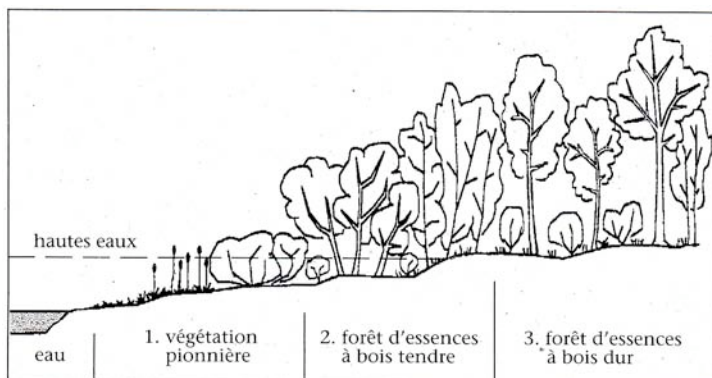 hautes eaux
eau
1. végétation
pionnière
2. forêt d'essences
à bois tendre
3. forêt d'essences
à bois dur